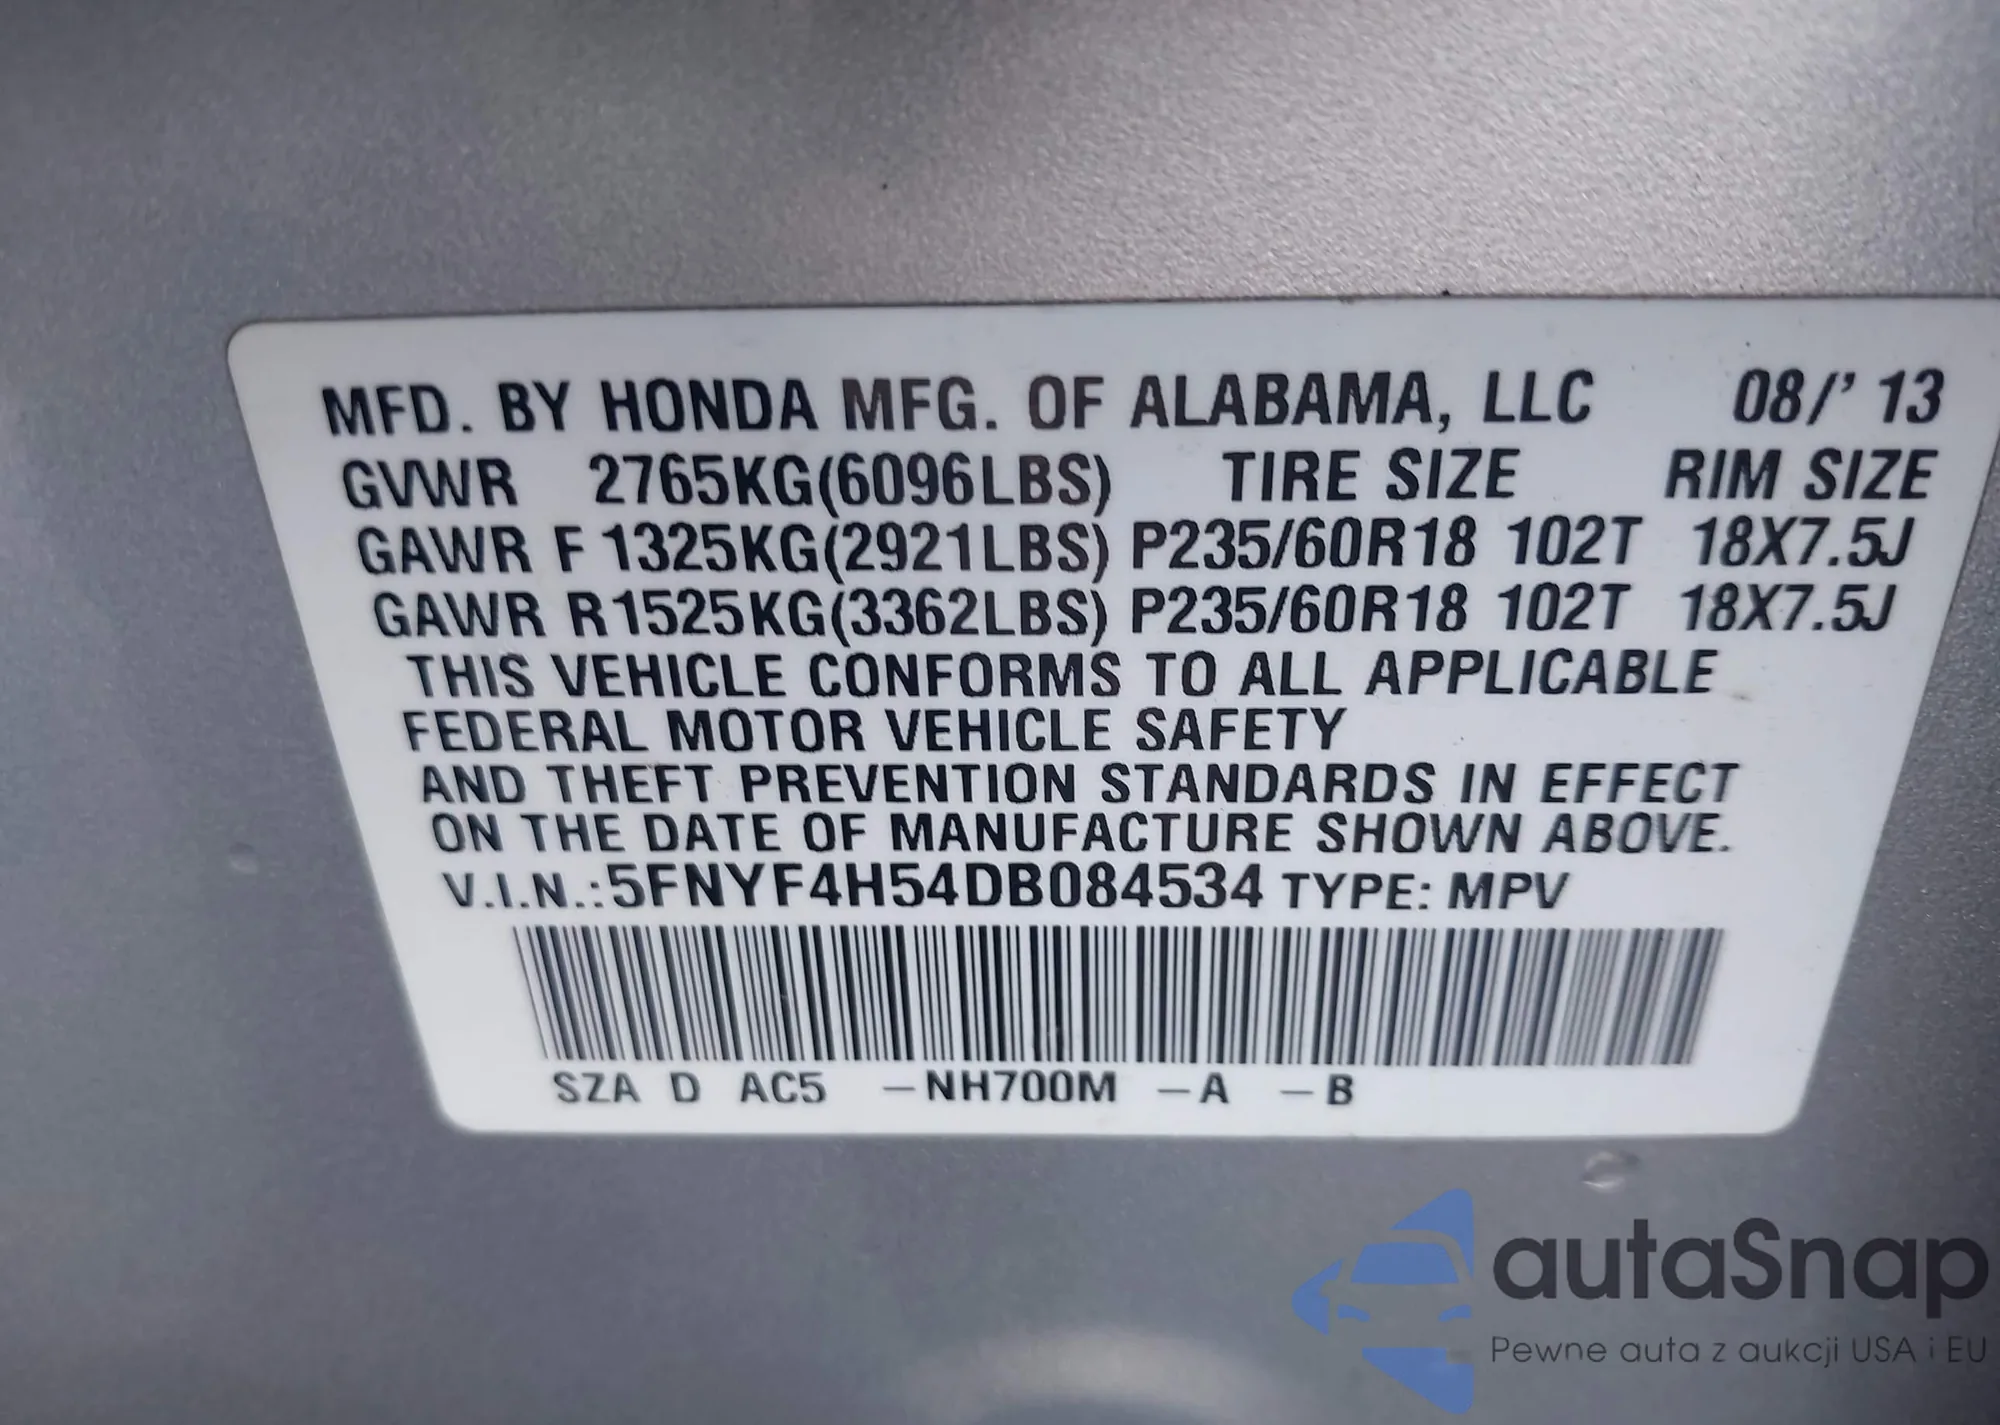 MFD. BY HONDA MFG. OF ALABAMA, LLC 08/'13
GVWR 2765KG(6096LBS) TIRE SIZE RIM SIZE
GAWR F 1325KG(2921LBS) P235/60R18 102T 18X7.5J
GAWR R 1525KG(3362LBS) P235/60R18 102T 18X7.5J
THIS VEHICLE CONFORMS TO ALL APPLICABLE
FEDERAL MOTOR VEHICLE SAFETY
AND THEFT PREVENTION STANDARDS IN EFFECT
ON THE DATE OF MANUFACTURE SHOWN ABOVE.
V.I.N.:5FNYF4H54DB084534 TYPE: MPV
SZA D AC5 -NH700M -A -B
autaSnap
Pewne auta z aukcji USA i EU